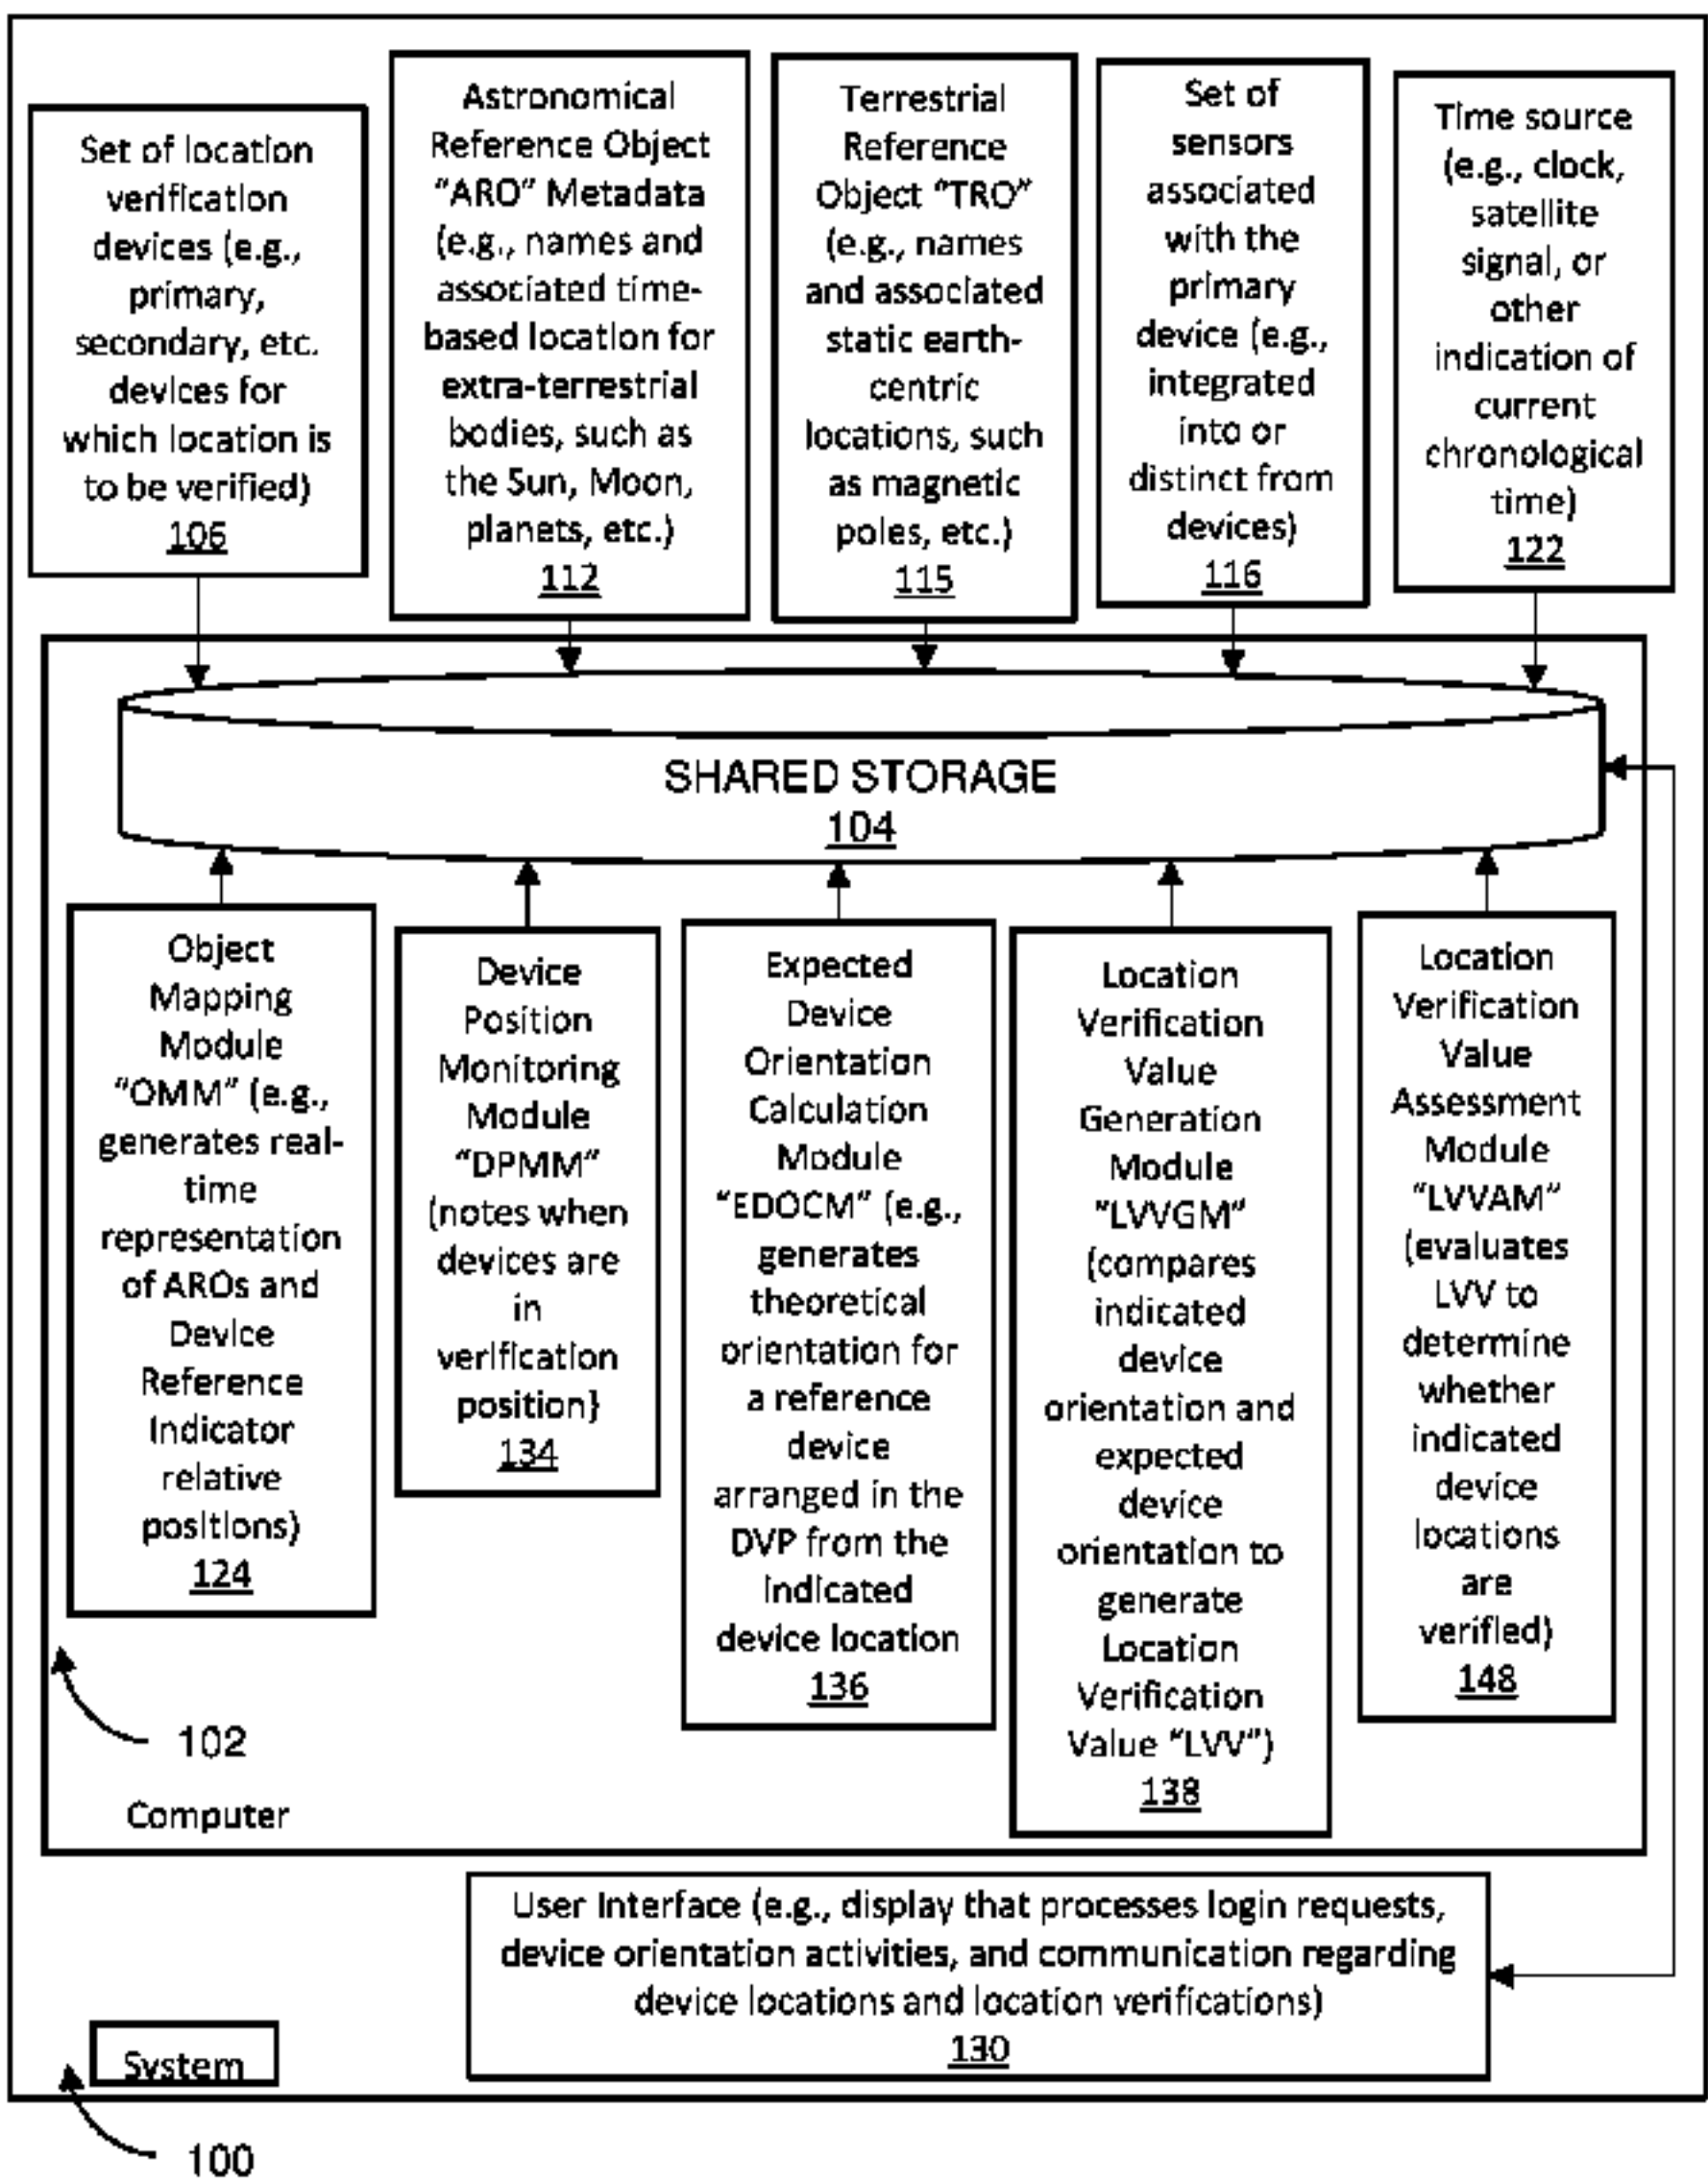 Set of location
verification
devices (e.g.,
primary,
secondary, etc.
devices for
which location is
to be verified)
106
Astronomical
Reference Object
“ARO” Metadata
(e.g., names and
associated time-
based location for
extra-terrestrial
bodies, such as
the Sun, Moon,
planets, etc.)
112
Terrestrial
Reference
Object “TRO”
(e.g., names
and associated
static earth-
centric
locations, such
as magnetic
poles, etc.)
115
Set of
sensors
associated
with the
primary
device (e.g.,
integrated
into or
distinct from
devices)
116
Time source
(e.g., clock,
satellite
signal, or
other
indication of
current
chronological
time)
122
SHARED STORAGE
104
Object
Mapping
Module
“OMM” (e.g.,
generates real-
time
representation
of AROs and
Device
Reference
Indicator
relative
positions)
124
Device
Position
Monitoring
Module
“DPMM”
(notes when
devices are
in
verification
position)
134
Expected
Device
Orientation
Calculation
Module
“EDOCM” (e.g.,
generates
theoretical
orientation for
a reference
device
arranged in the
DVP from the
indicated
device location
136
Location
Verification
Value
Generation
Module
“LVVGM”
(compares
indicated
device
orientation and
expected
device
orientation to
generate
Location
Verification
Value “LVV”)
138
Location
Verification
Value
Assessment
Module
“LVVAM”
(evaluates
LVV to
determine
whether
indicated
device
locations
are
verified)
148
102
Computer
User Interface (e.g., display that processes login requests,
device orientation activities, and communication regarding
device locations and location verifications)
130
System
100